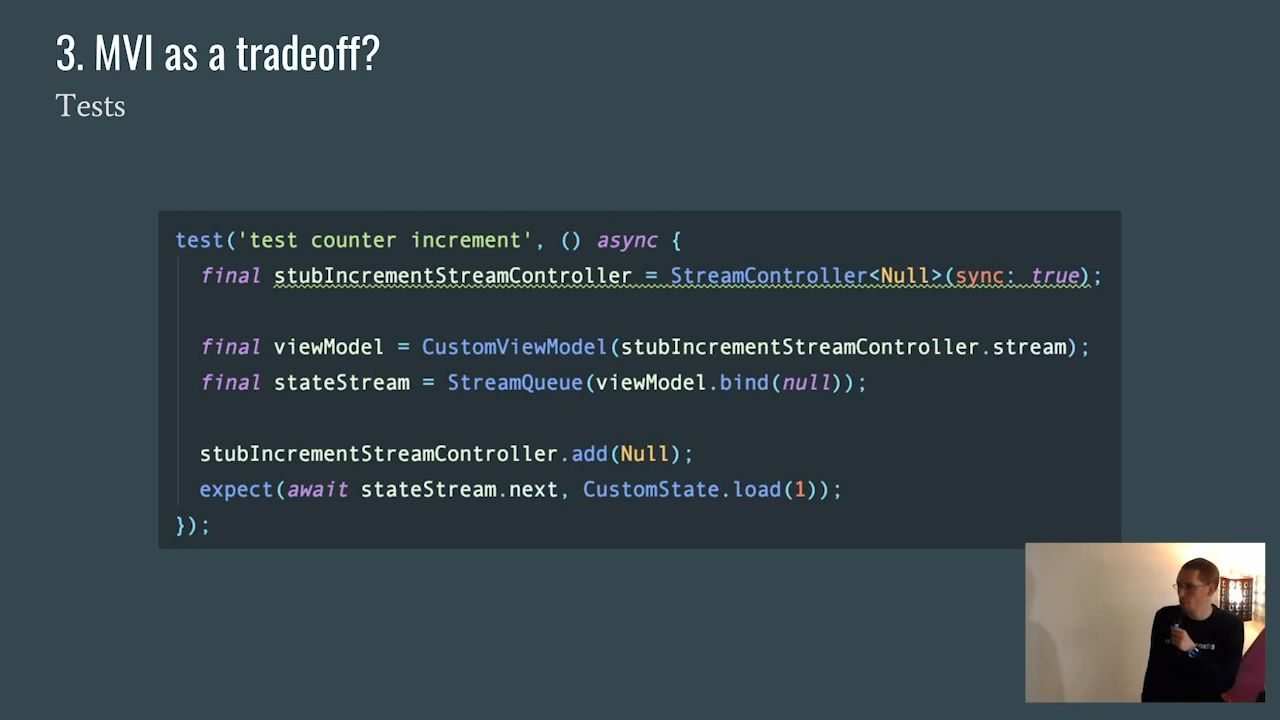 3. MVI as a tradeoff?
Tests
test('test counter increment', () async {
final stubIncrementStreamController = StreamController<Null>(sync: true);
final viewModel = CustomViewModel(stubIncrementStreamController.stream);
final stateStream = StreamQueue(viewModel.bind(null));
stubIncrementStreamController.add(Null);
expect(await stateStream.next, CustomState.load(1));
});